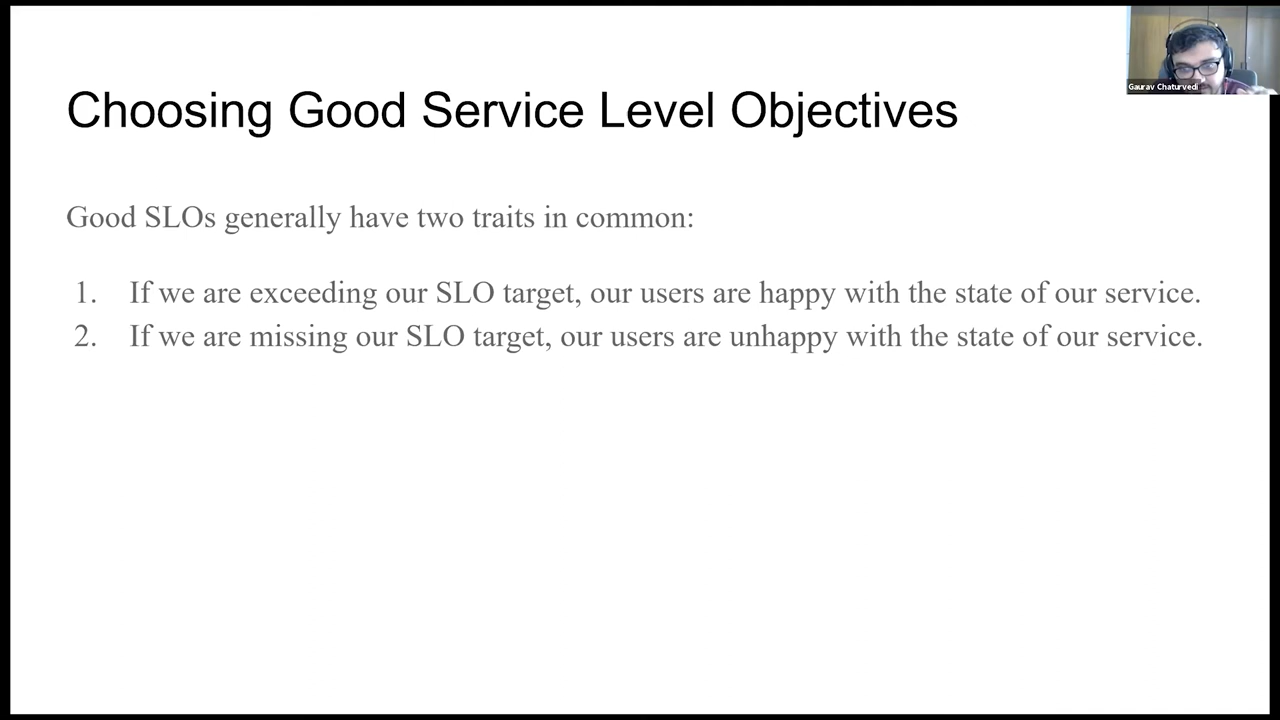 Gaurav Chaturvedi
Choosing Good Service Level Objectives
Good SLOs generally have two traits in common:
1. If we are exceeding our SLO target, our users are happy with the state of our service.
2. If we are missing our SLO target, our users are unhappy with the state of our service.